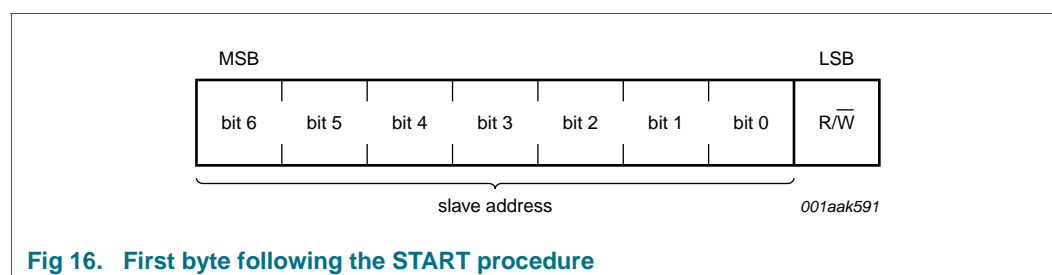 MSB LSB
bit 6 bit 5 bit 4 bit 3 bit 2 bit 1 bit 0 R/W̅
slave address 001aak591
Fig 16. First byte following the START procedure